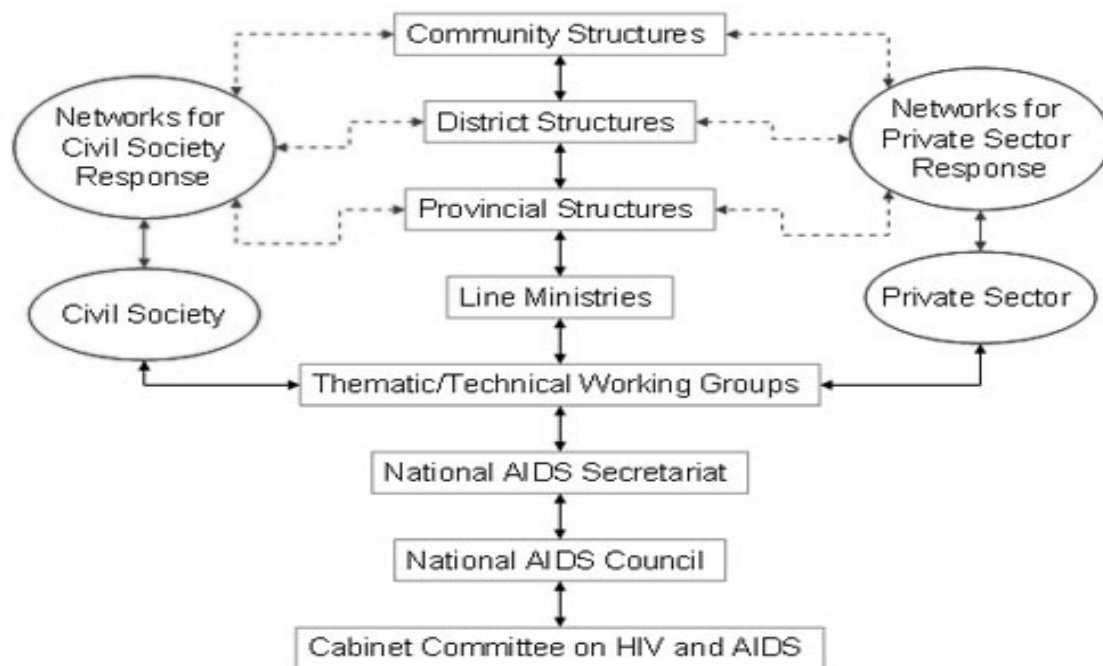 Community Structures
Networks for
Civil Society
Response
District Structures
Networks for
Private Sector
Response
Provincial Structures
Line Ministries
Civil Society
Private Sector
Thematic/Technical Working Groups
National AIDS Secretariat
National AIDS Council
Cabinet Committee on HIV and AIDS